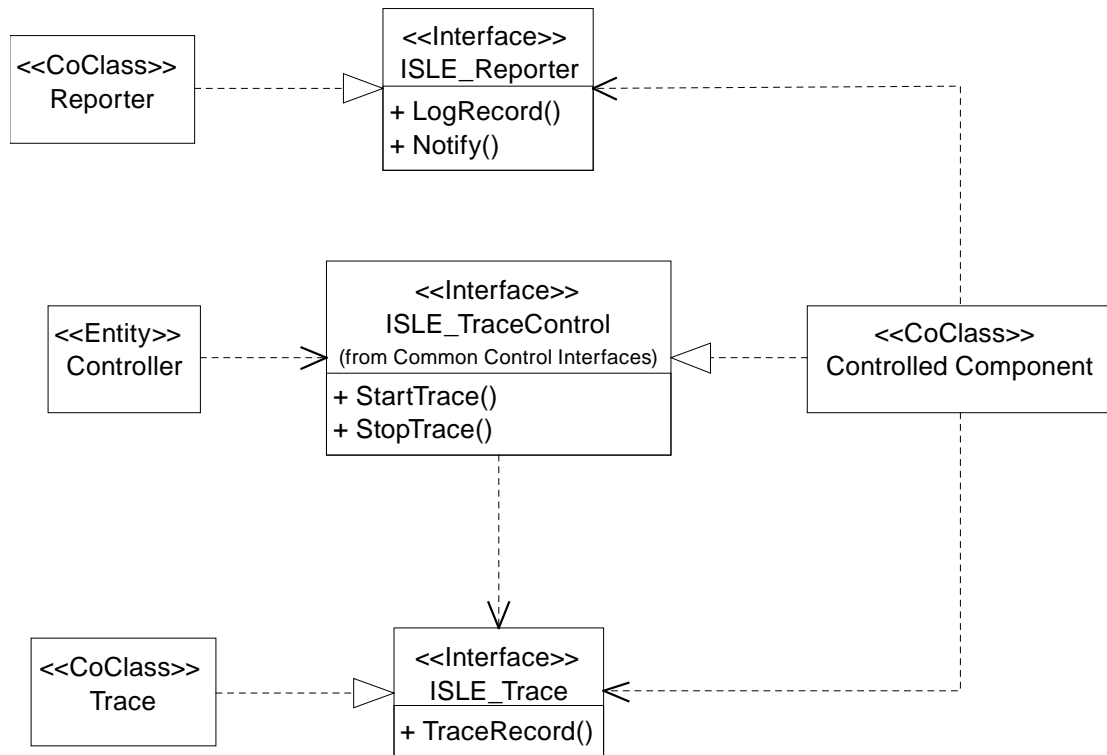 <<CoClass>>
Reporter
<<Interface>>
ISLE_Reporter
+ LogRecord()
+ Notify()
<<Entity>>
Controller
<<Interface>>
ISLE_TraceControl
(from Common Control Interfaces)
+ StartTrace()
+ StopTrace()
<<CoClass>>
Controlled Component
<<CoClass>>
Trace
<<Interface>>
ISLE_Trace
+ TraceRecord()